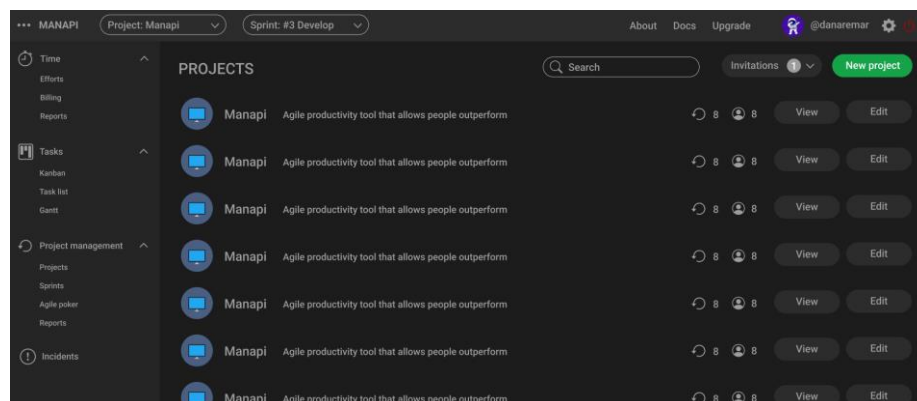 MANAPI Project: Manapi Sprint: #3 Develop About Docs Upgrade @danaremar
Time
Efforts
Billing
Reports
Tasks
Kanban
Task list
Gantt
Project management
Projects
Sprints
Agile poker
Reports
Incidents
PROJECTS Search Invitations 1 New project
Manapi Agile productivity tool that allows people outperform 8 8 View Edit
Manapi Agile productivity tool that allows people outperform 8 8 View Edit
Manapi Agile productivity tool that allows people outperform 8 8 View Edit
Manapi Agile productivity tool that allows people outperform 8 8 View Edit
Manapi Agile productivity tool that allows people outperform 8 8 View Edit
Manapi Agile productivity tool that allows people outperform 8 8 View Edit
Manapi Agile productivity tool that allows people outperform 8 8 View Edit